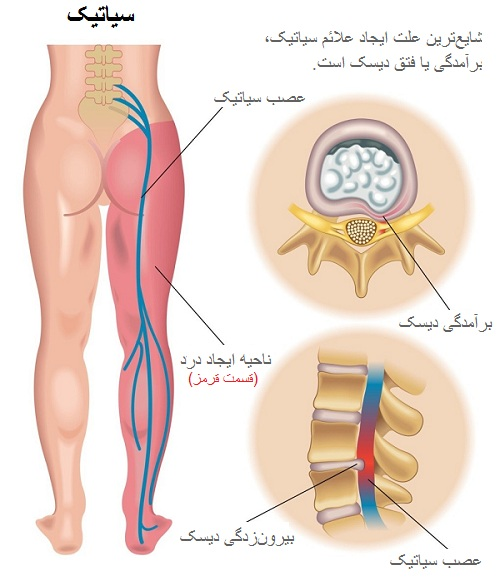 سیاتیک
شایع‌ترین علت ایجاد علائم سیاتیک،
برآمدگی یا فتق دیسک است.
عصب سیاتیک
برآمدگی دیسک
ناحیه ایجاد درد
(قسمت قرمز)
بیرون‌زدگی دیسک
عصب سیاتیک